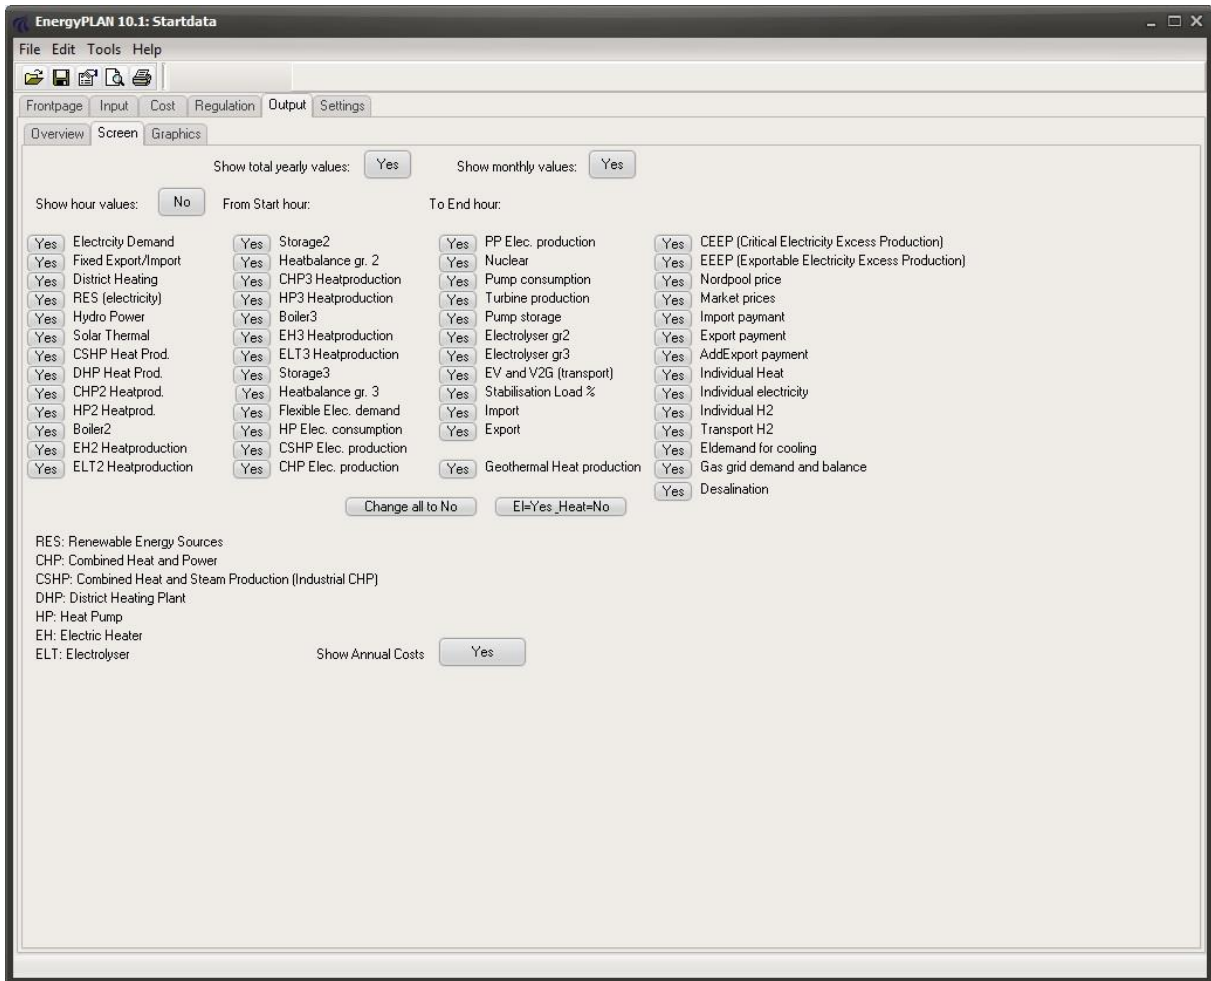 EnergyPLAN 10.1: Startdata
File Edit Tools Help
Frontpage Input Cost Regulation Output Settings
Overview Screen Graphics
Show total yearly values: Yes Show monthly values: Yes
Show hour values: No From Start hour: To End hour:
Yes Electrcity Demand Yes Storage2 Yes PP Elec. production Yes CEEP (Critical Electricity Excess Production)
Yes Fixed Export/Import Yes Heatbalance gr. 2 Yes Nuclear Yes EEEP (Exportable Electricity Excess Production)
Yes District Heating Yes CHP3 Heatproduction Yes Pump consumption Yes Nordpool price
Yes RES (electricity) Yes HP3 Heatproduction Yes Turbine production Yes Market prices
Yes Hydro Power Yes Boiler3 Yes Pump storage Yes Import paymant
Yes Solar Thermal Yes EH3 Heatproduction Yes Electrolyser gr2 Yes Export payment
Yes CSHP Heat Prod. Yes ELT3 Heatproduction Yes Electrolyser gr3 Yes AddExport payment
Yes DHP Heat Prod. Yes Storage3 Yes EV and V2G (transport) Yes Individual Heat
Yes CHP2 Heatprod. Yes Heatbalance gr. 3 Yes Stabilisation Load % Yes Individual electricity
Yes HP2 Heatprod. Yes Flexible Elec. demand Yes Import Yes Individual H2
Yes Boiler2 Yes HP Elec. consumption Yes Export Yes Transport H2
Yes EH2 Heatproduction Yes CSHP Elec. production Yes Eldemand for cooling
Yes ELT2 Heatproduction Yes CHP Elec. production Yes Geothermal Heat production Yes Gas grid demand and balance
Yes Desalination
Change all to No El=Yes_Heat=No
RES: Renewable Energy Sources
CHP: Combined Heat and Power
CSHP: Combined Heat and Steam Production (Industrial CHP)
DHP: District Heating Plant
HP: Heat Pump
EH: Electric Heater
ELT: Electrolyser Show Annual Costs Yes